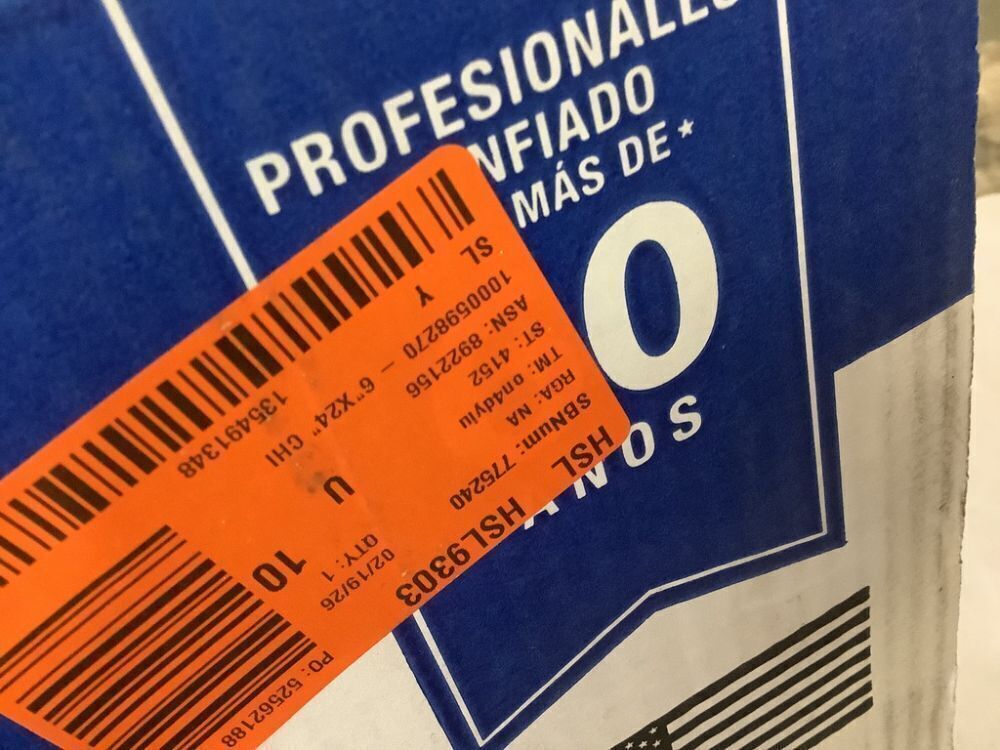 PROFESIONALES
NFIADO
MÁS DE*
0
AÑOS
SL
Y
1000598270 - 6"X24" CHI
135491348
ASN: 8922156
ST: 4152
TM: on4dviu
RGA: NA
SBNum: 775240
U
HSL
HSL9303
02/19/26
QTY: 1
10
PO: 52562188